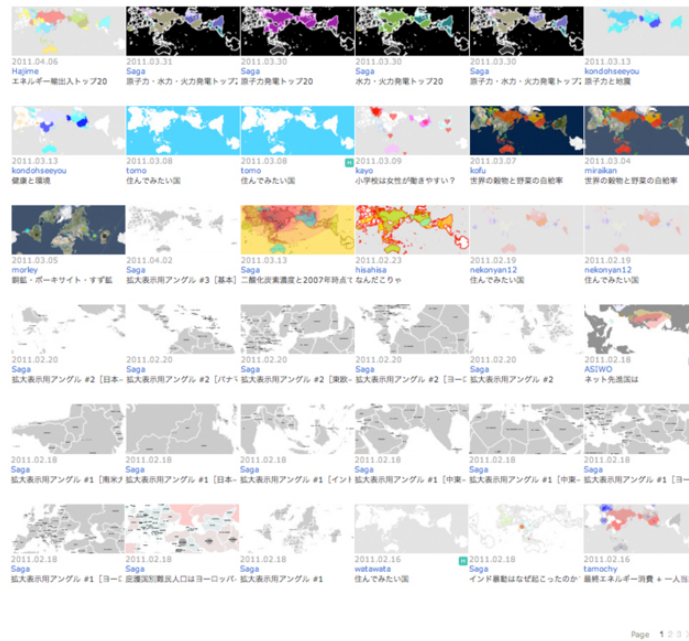 2011.04.06
Hajime
エネルギー輸出入トップ20
2011.03.31
Saga
原子力・水力・火力発電トップ
2011.03.30
Saga
原子力発電トップ20
2011.03.30
Saga
水力・火力発電トップ20
2011.03.30
Saga
原子力・水力・火力発電トップ
2011.03.13
kondohseeyou
原子力と地震
2011.03.13
kondohseeyou
健康と環境
2011.03.08
tomo
住んでみたい国
2011.03.08
tomo
住んでみたい国
2011.03.09
kayo
小学校は女性が働きやすい？
2011.03.07
kofu
世界の穀物と野菜の自給率
2011.03.04
miraikan
世界の穀物と野菜の自給率
2011.03.05
morley
銅鉱・ボーキサイト・すず鉱
2011.04.02
Saga
拡大表示用アングル #3［基本］
2011.03.13
Saga
二酸化炭素濃度と2007年時点で
2011.02.23
hisahisa
なんだこりゃ
2011.02.19
nekonyan12
住んでみたい国
2011.02.19
nekonyan12
住んでみたい国
2011.02.20
Saga
拡大表示用アングル #2［日本-
2011.02.20
Saga
拡大表示用アングル #2［パナマ
2011.02.20
Saga
拡大表示用アングル #2［東欧-
2011.02.20
Saga
拡大表示用アングル #2［ヨーロ
2011.02.20
Saga
拡大表示用アングル #2
2011.02.18
ASIWO
ネット先進国は
2011.02.18
Saga
拡大表示用アングル #1［南米大
2011.02.18
Saga
拡大表示用アングル #1［日本-
2011.02.18
Saga
拡大表示用アングル #1［インド
2011.02.18
Saga
拡大表示用アングル #1［中東-
2011.02.18
Saga
拡大表示用アングル #1［中東-
2011.02.18
Saga
拡大表示用アングル #1［ヨー
2011.02.18
Saga
拡大表示用アングル #1［ヨーロ
2011.02.18
Saga
庇護国別難民人口はヨーロッパ
2011.02.18
Saga
拡大表示用アングル #1
2011.02.16
watawata
住んでみたい国
2011.02.18
Saga
インド暴動はなぜ起こったのか
2011.02.16
tamochy
最終エネルギー消費 + 一人当
Page 1 2 3